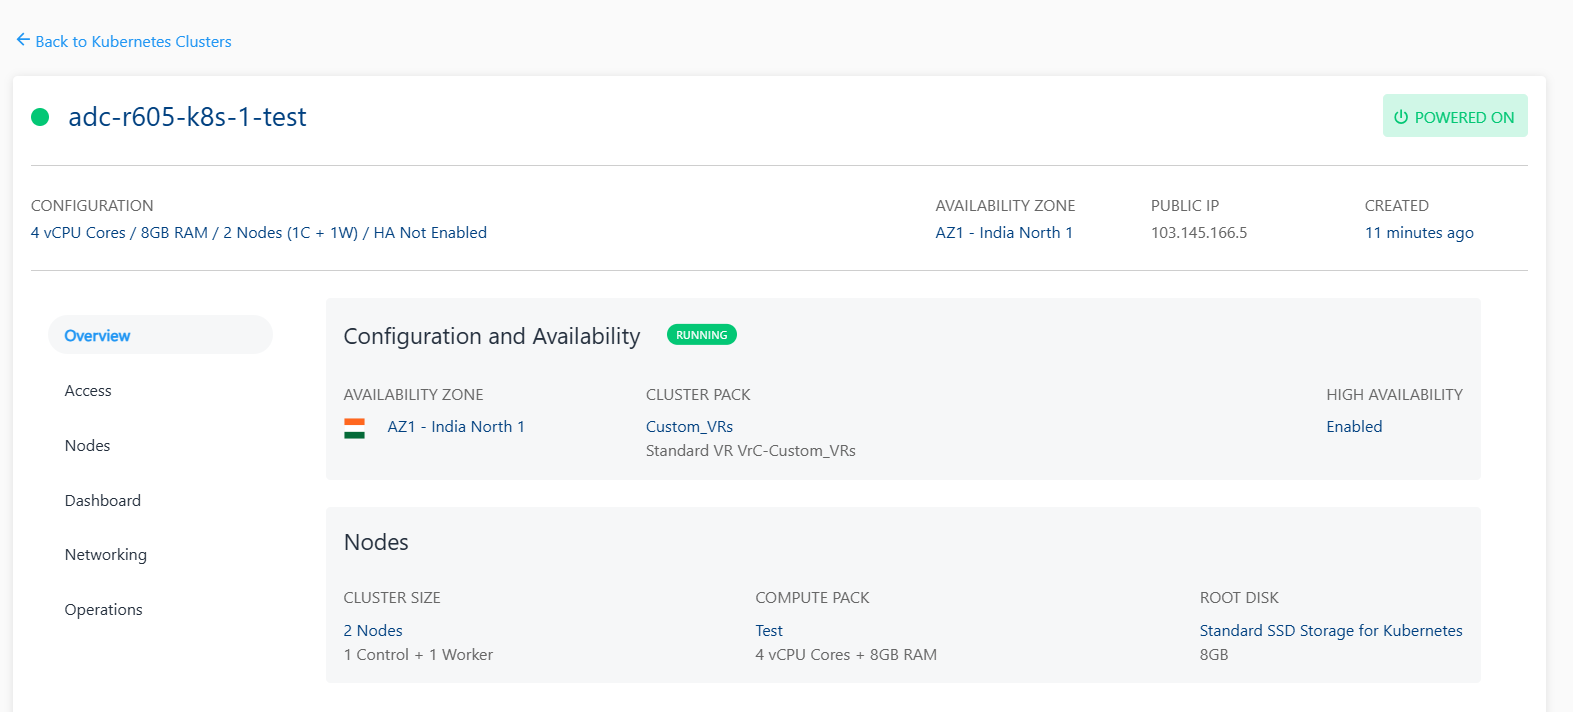 Back to Kubernetes Clusters
adc-r605-k8s-1-test
POWERED ON
CONFIGURATION
4 vCPU Cores / 8GB RAM / 2 Nodes (1C + 1W) / HA Not Enabled
AVAILABILITY ZONE
AZ1 - India North 1
PUBLIC IP
103.145.166.5
CREATED
11 minutes ago
Overview
Access
Nodes
Dashboard
Networking
Operations
Configuration and Availability
RUNNING
AVAILABILITY ZONE
AZ1 - India North 1
CLUSTER PACK
Custom_VRs
Standard VR VrC-Custom_VRs
HIGH AVAILABILITY
Enabled
Nodes
CLUSTER SIZE
2 Nodes
1 Control + 1 Worker
COMPUTE PACK
Test
4 vCPU Cores + 8GB RAM
ROOT DISK
Standard SSD Storage for Kubernetes
8GB